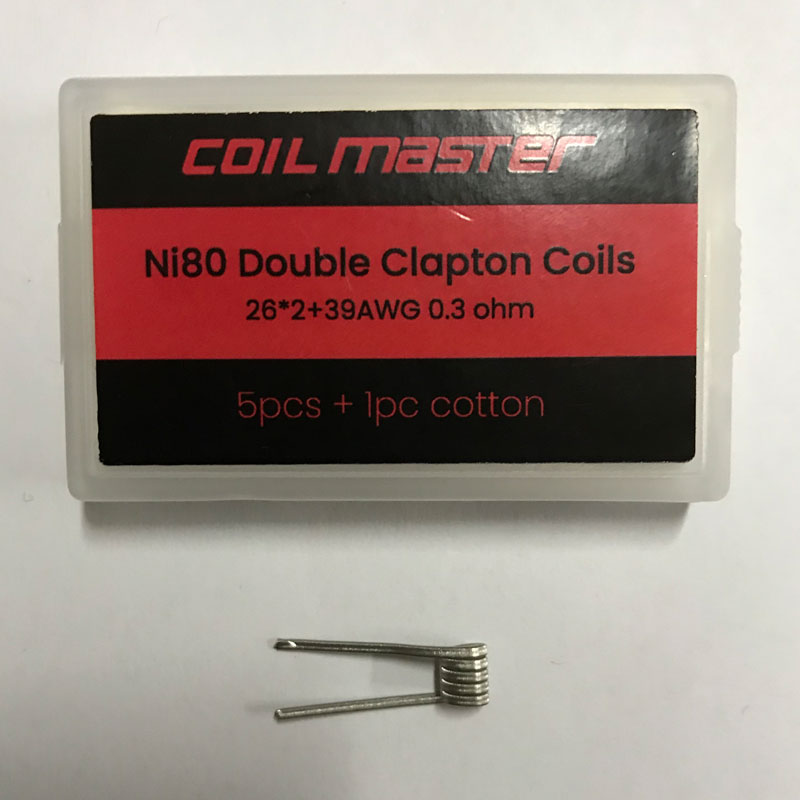 COIL master
Ni80 Double Clapton Coils
26*2+39AWG 0.3 ohm
5pcs + 1pc cotton